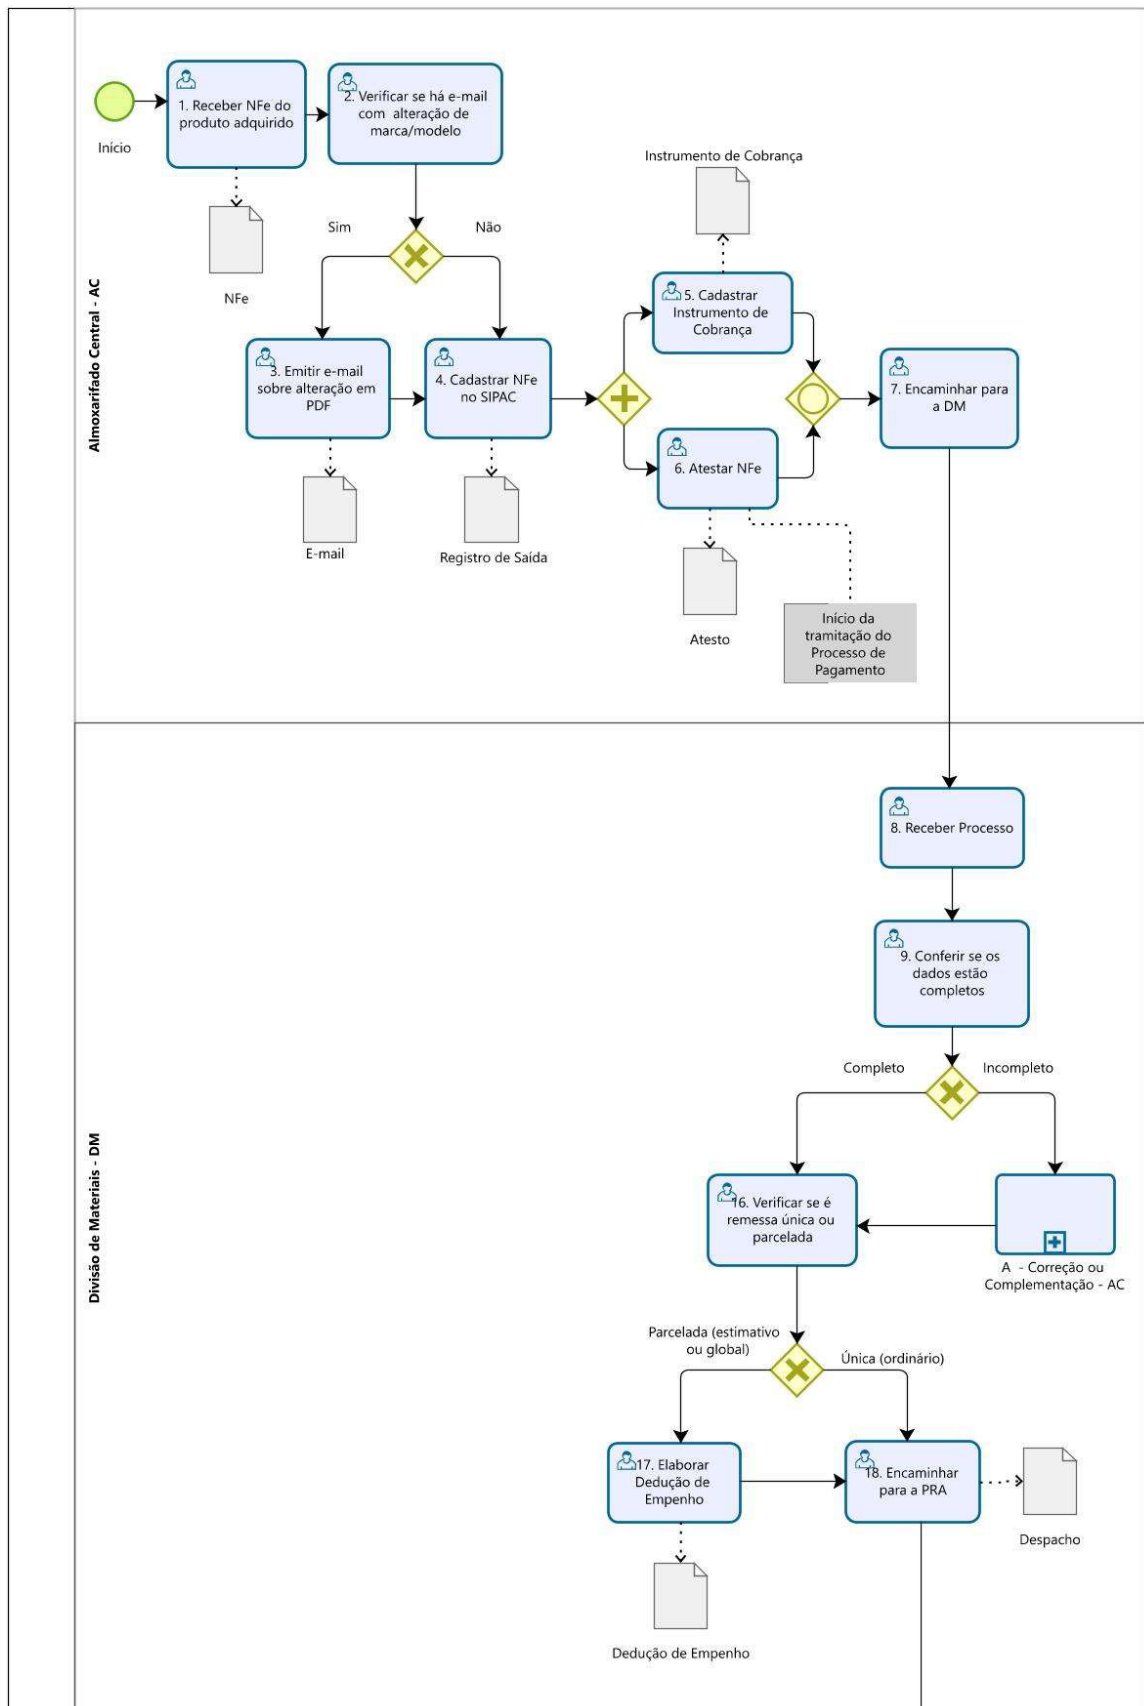 Almoxarifado Central - AC
Início
1. Receber NFe do
produto adquirido
2. Verificar se há e-mail
com alteração de
marca/modelo
NFe
Sim
Não
3. Emitir e-mail
sobre alteração em
PDF
4. Cadastrar NFe
no SIPAC
E-mail
Registro de Saída
Instrumento de Cobrança
5. Cadastrar
Instrumento de
Cobrança
6. Atestar NFe
Atesto
Início da
tramitação do
Processo de
Pagamento
7. Encaminhar para
a DM
Divisão de Materiais - DM
8. Receber Processo
9. Conferir se os
dados estão
completos
Completo
Incompleto
16. Verificar se é
remessa única ou
parcelada
A - Correção ou
Complementação - AC
Parcelada (estimativo
ou global)
Única (ordinário)
17. Elaborar
Dedução de
Empenho
18. Encaminhar
para a PRA
Despacho
Dedução de Empenho